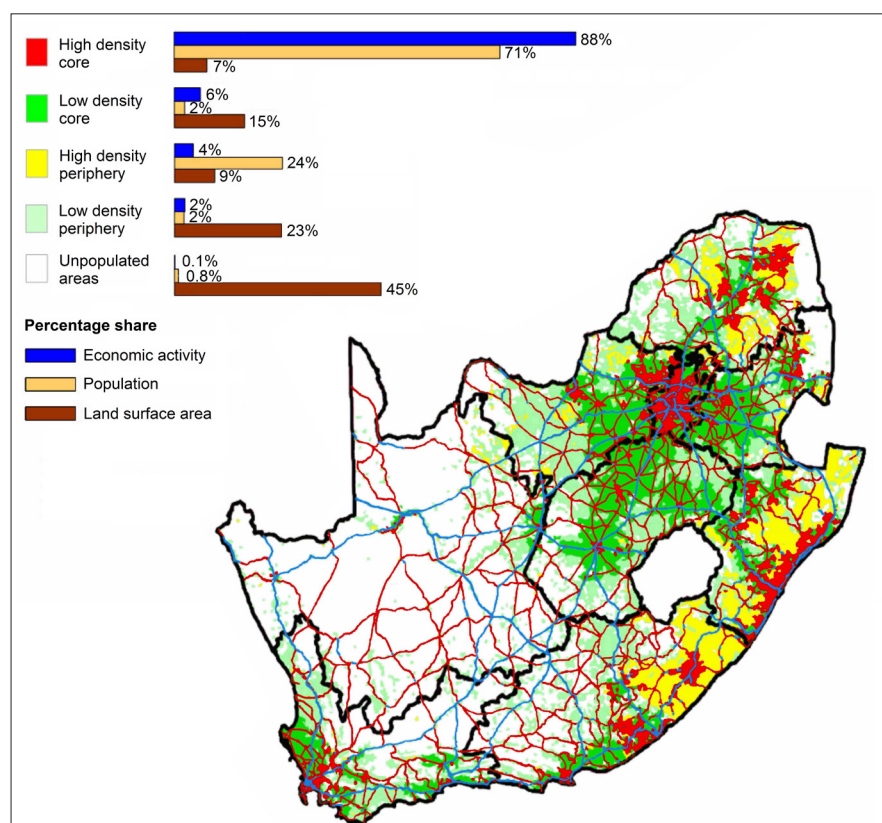 High density
core
88%
71%
7%
Low density
core
6%
2%
15%
High density
periphery
4%
24%
9%
Low density
periphery
2%
2%
23%
Unpopulated
areas
0.1%
0.8%
45%
Percentage share
Economic activity
Population
Land surface area